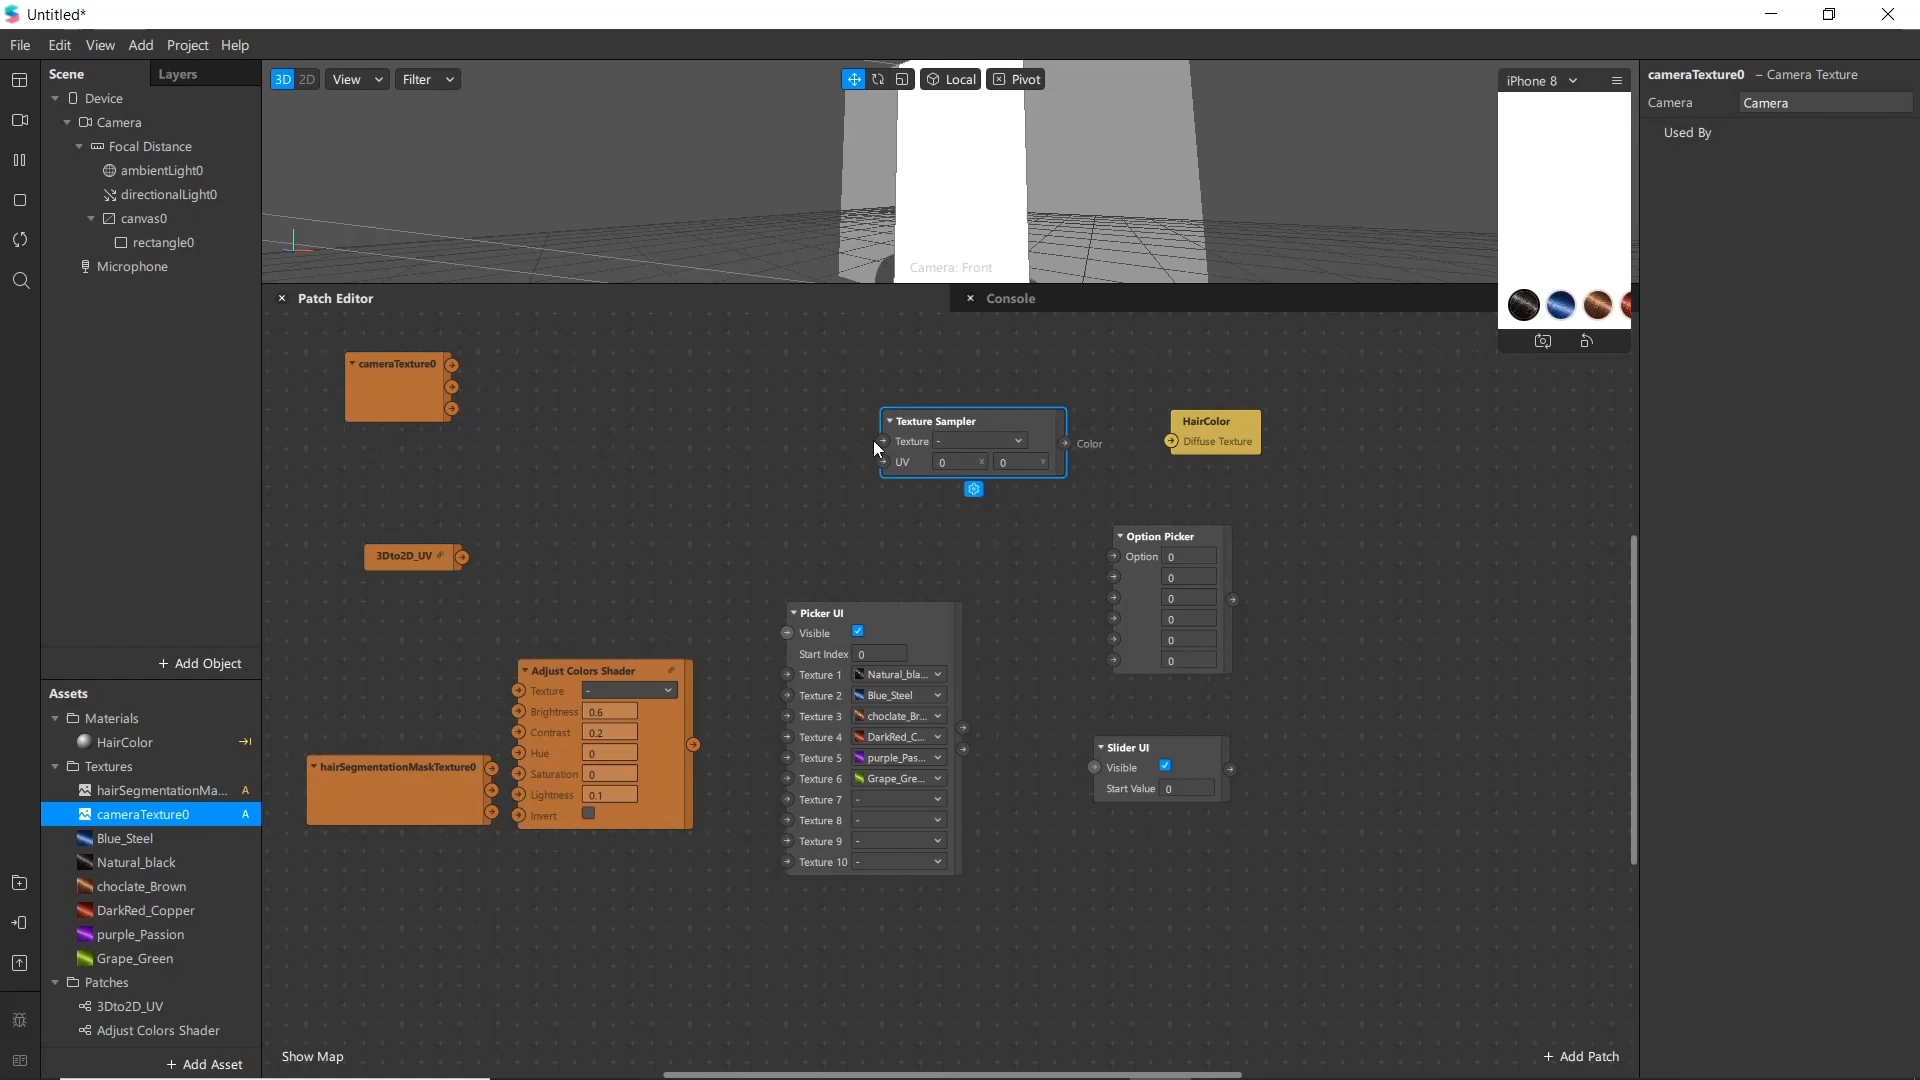 Untitled*
File Edit View Add Project Help
Scene
Layers
Device
Camera
Focal Distance
ambientLight0
directionalLight0
canvas0
rectangle0
Microphone
+ Add Object
Assets
Materials
HairColor
Textures
hairSegmentationMa... A
cameraTexture0 A
Blue_Steel
Natural_black
choclate_Brown
DarkRed_Copper
purple_Passion
Grape_Green
Patches
3Dto2D_UV
Adjust Colors Shader
+ Add Asset
3D 2D View Filter
Local Pivot
Camera: Front
iPhone 8
Patch Editor
Console
cameraTexture0
3Dto2D_UV
hairSegmentationMaskTexture0
Adjust Colors Shader
Texture -
Brightness 0.6
Contrast 0.2
Hue 0
Saturation 0
Lightness 0.1
Invert
Texture Sampler
Texture -
UV 0 X 0 Y
Color
HairColor
Diffuse Texture
Picker UI
Visible
Start Index 0
Texture 1 Natural_bla...
Texture 2 Blue_Steel
Texture 3 choclate_Br...
Texture 4 DarkRed_C...
Texture 5 purple_Pas...
Texture 6 Grape_Gre...
Texture 7 -
Texture 8 -
Texture 9 -
Texture 10 -
Option Picker
Option 0
0
0
0
0
0
Slider UI
Visible
Start Value 0
Show Map
+ Add Patch
cameraTexture0 – Camera Texture
Camera Camera
Used By